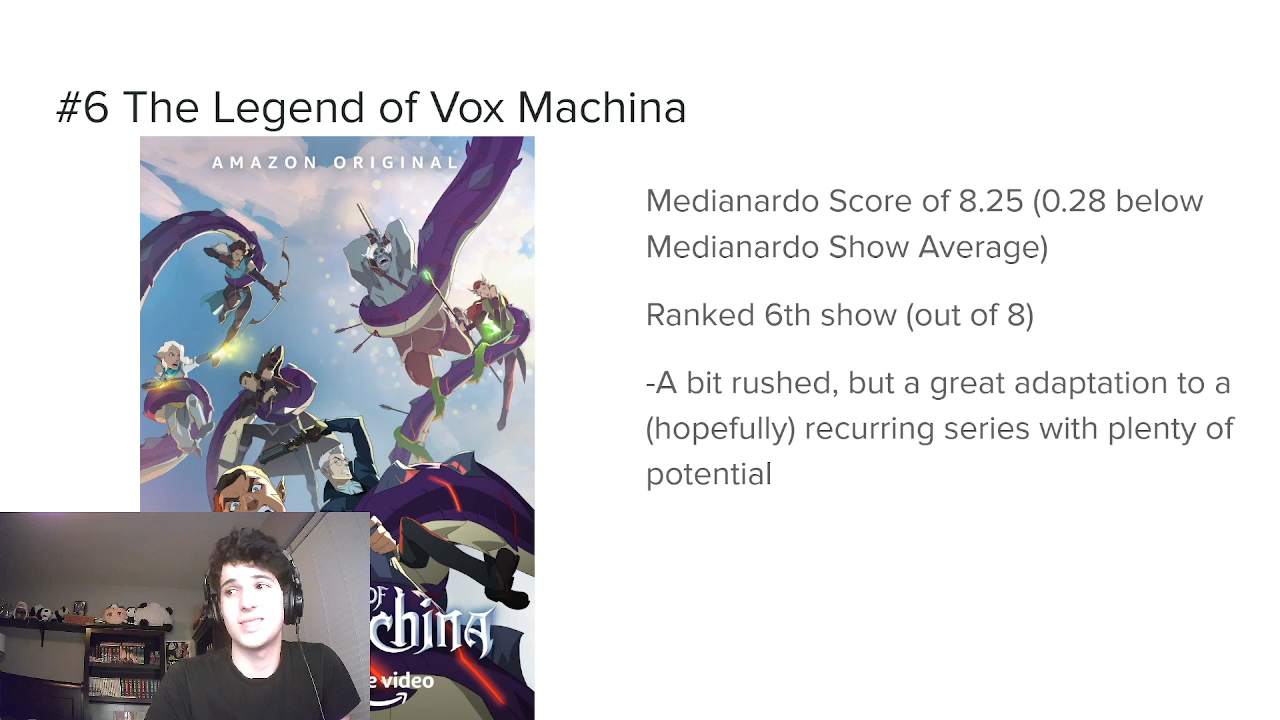 #6 The Legend of Vox Machina
AMAZON ORIGINAL
Medianardo Score of 8.25 (0.28 below
Medianardo Show Average)
Ranked 6th show (out of 8)
-A bit rushed, but a great adaptation to a
(hopefully) recurring series with plenty of
potential
OF
china
e video